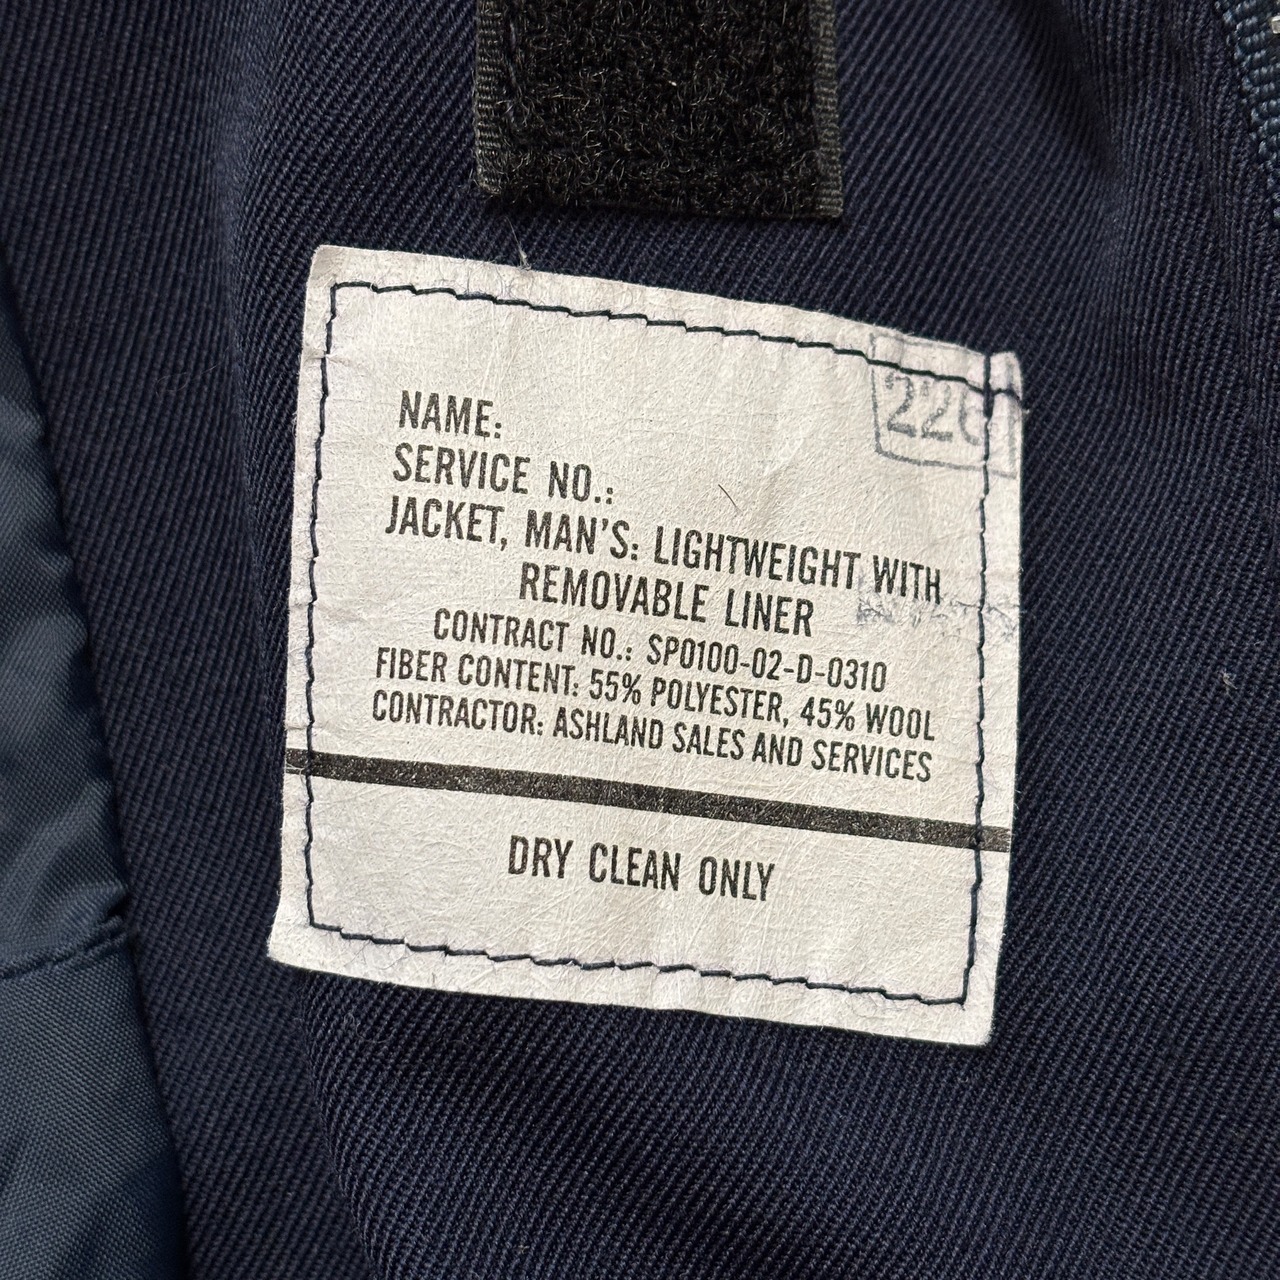 NAME:
SERVICE NO.:
JACKET, MAN'S: LIGHTWEIGHT WITH
REMOVABLE LINER
CONTRACT NO.: SP0100-02-D-0310
FIBER CONTENT: 55% POLYESTER, 45% WOOL
CONTRACTOR: ASHLAND SALES AND SERVICES
DRY CLEAN ONLY